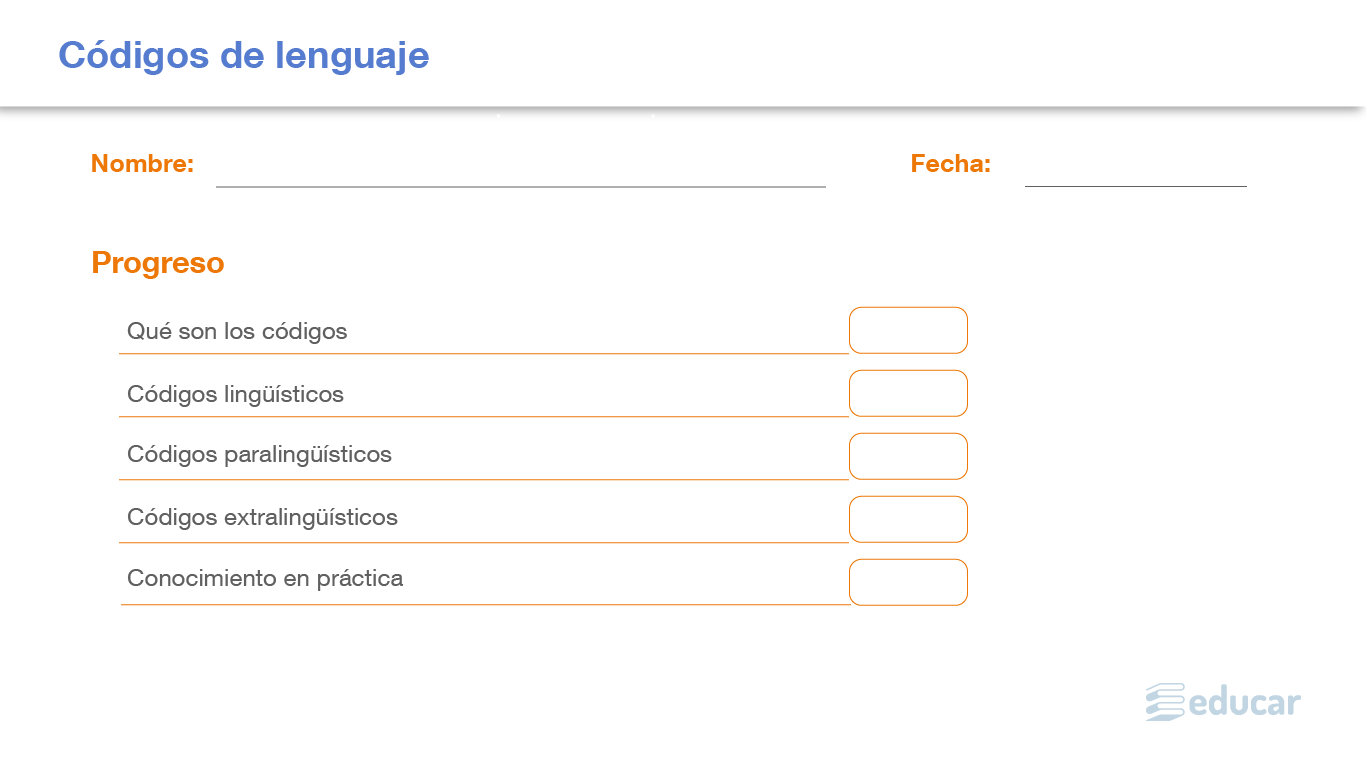 Códigos de lenguaje
Nombre: Fecha:
Progreso
Qué son los códigos
Códigos lingüísticos
Códigos paralingüísticos
Códigos extralingüísticos
Conocimiento en práctica
educar